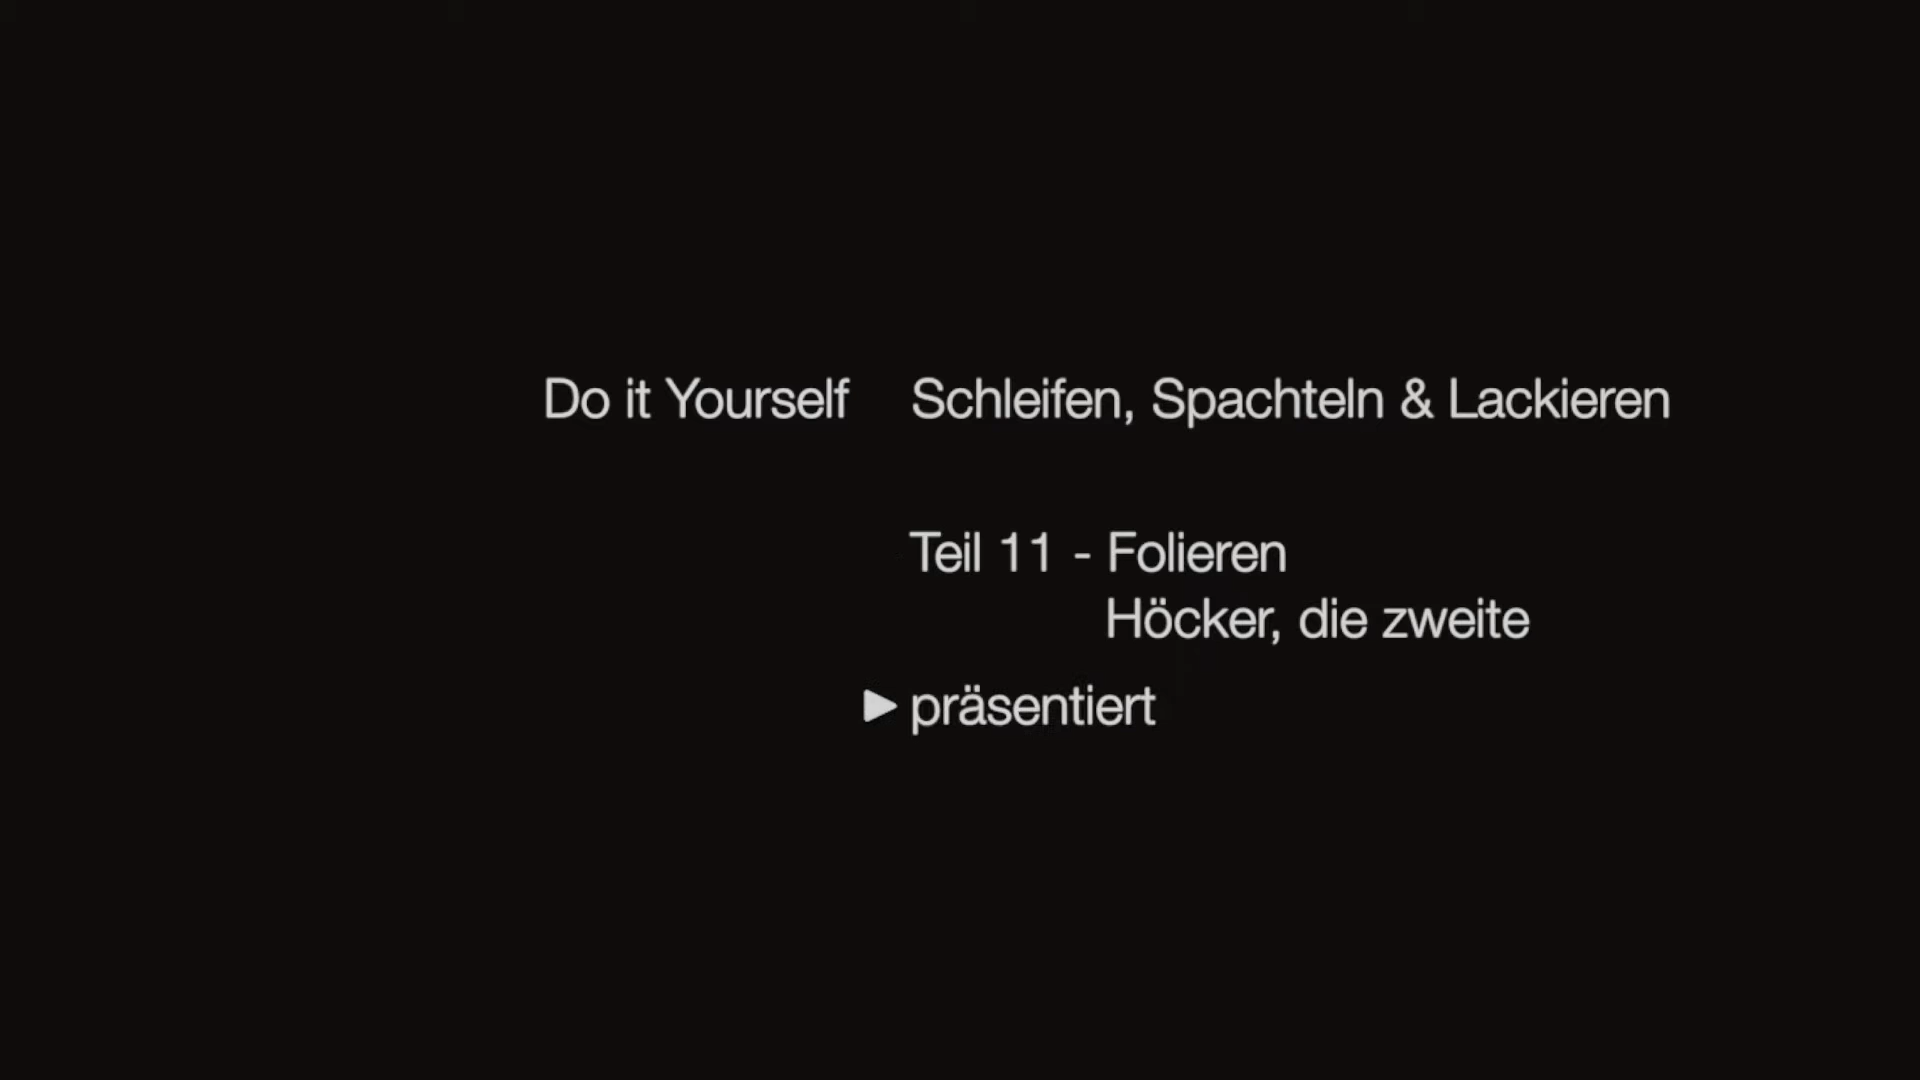 Do it Yourself Schleifen, Spachteln & Lackieren
Teil 11 - Folieren
Höcker, die zweite
► präsentiert